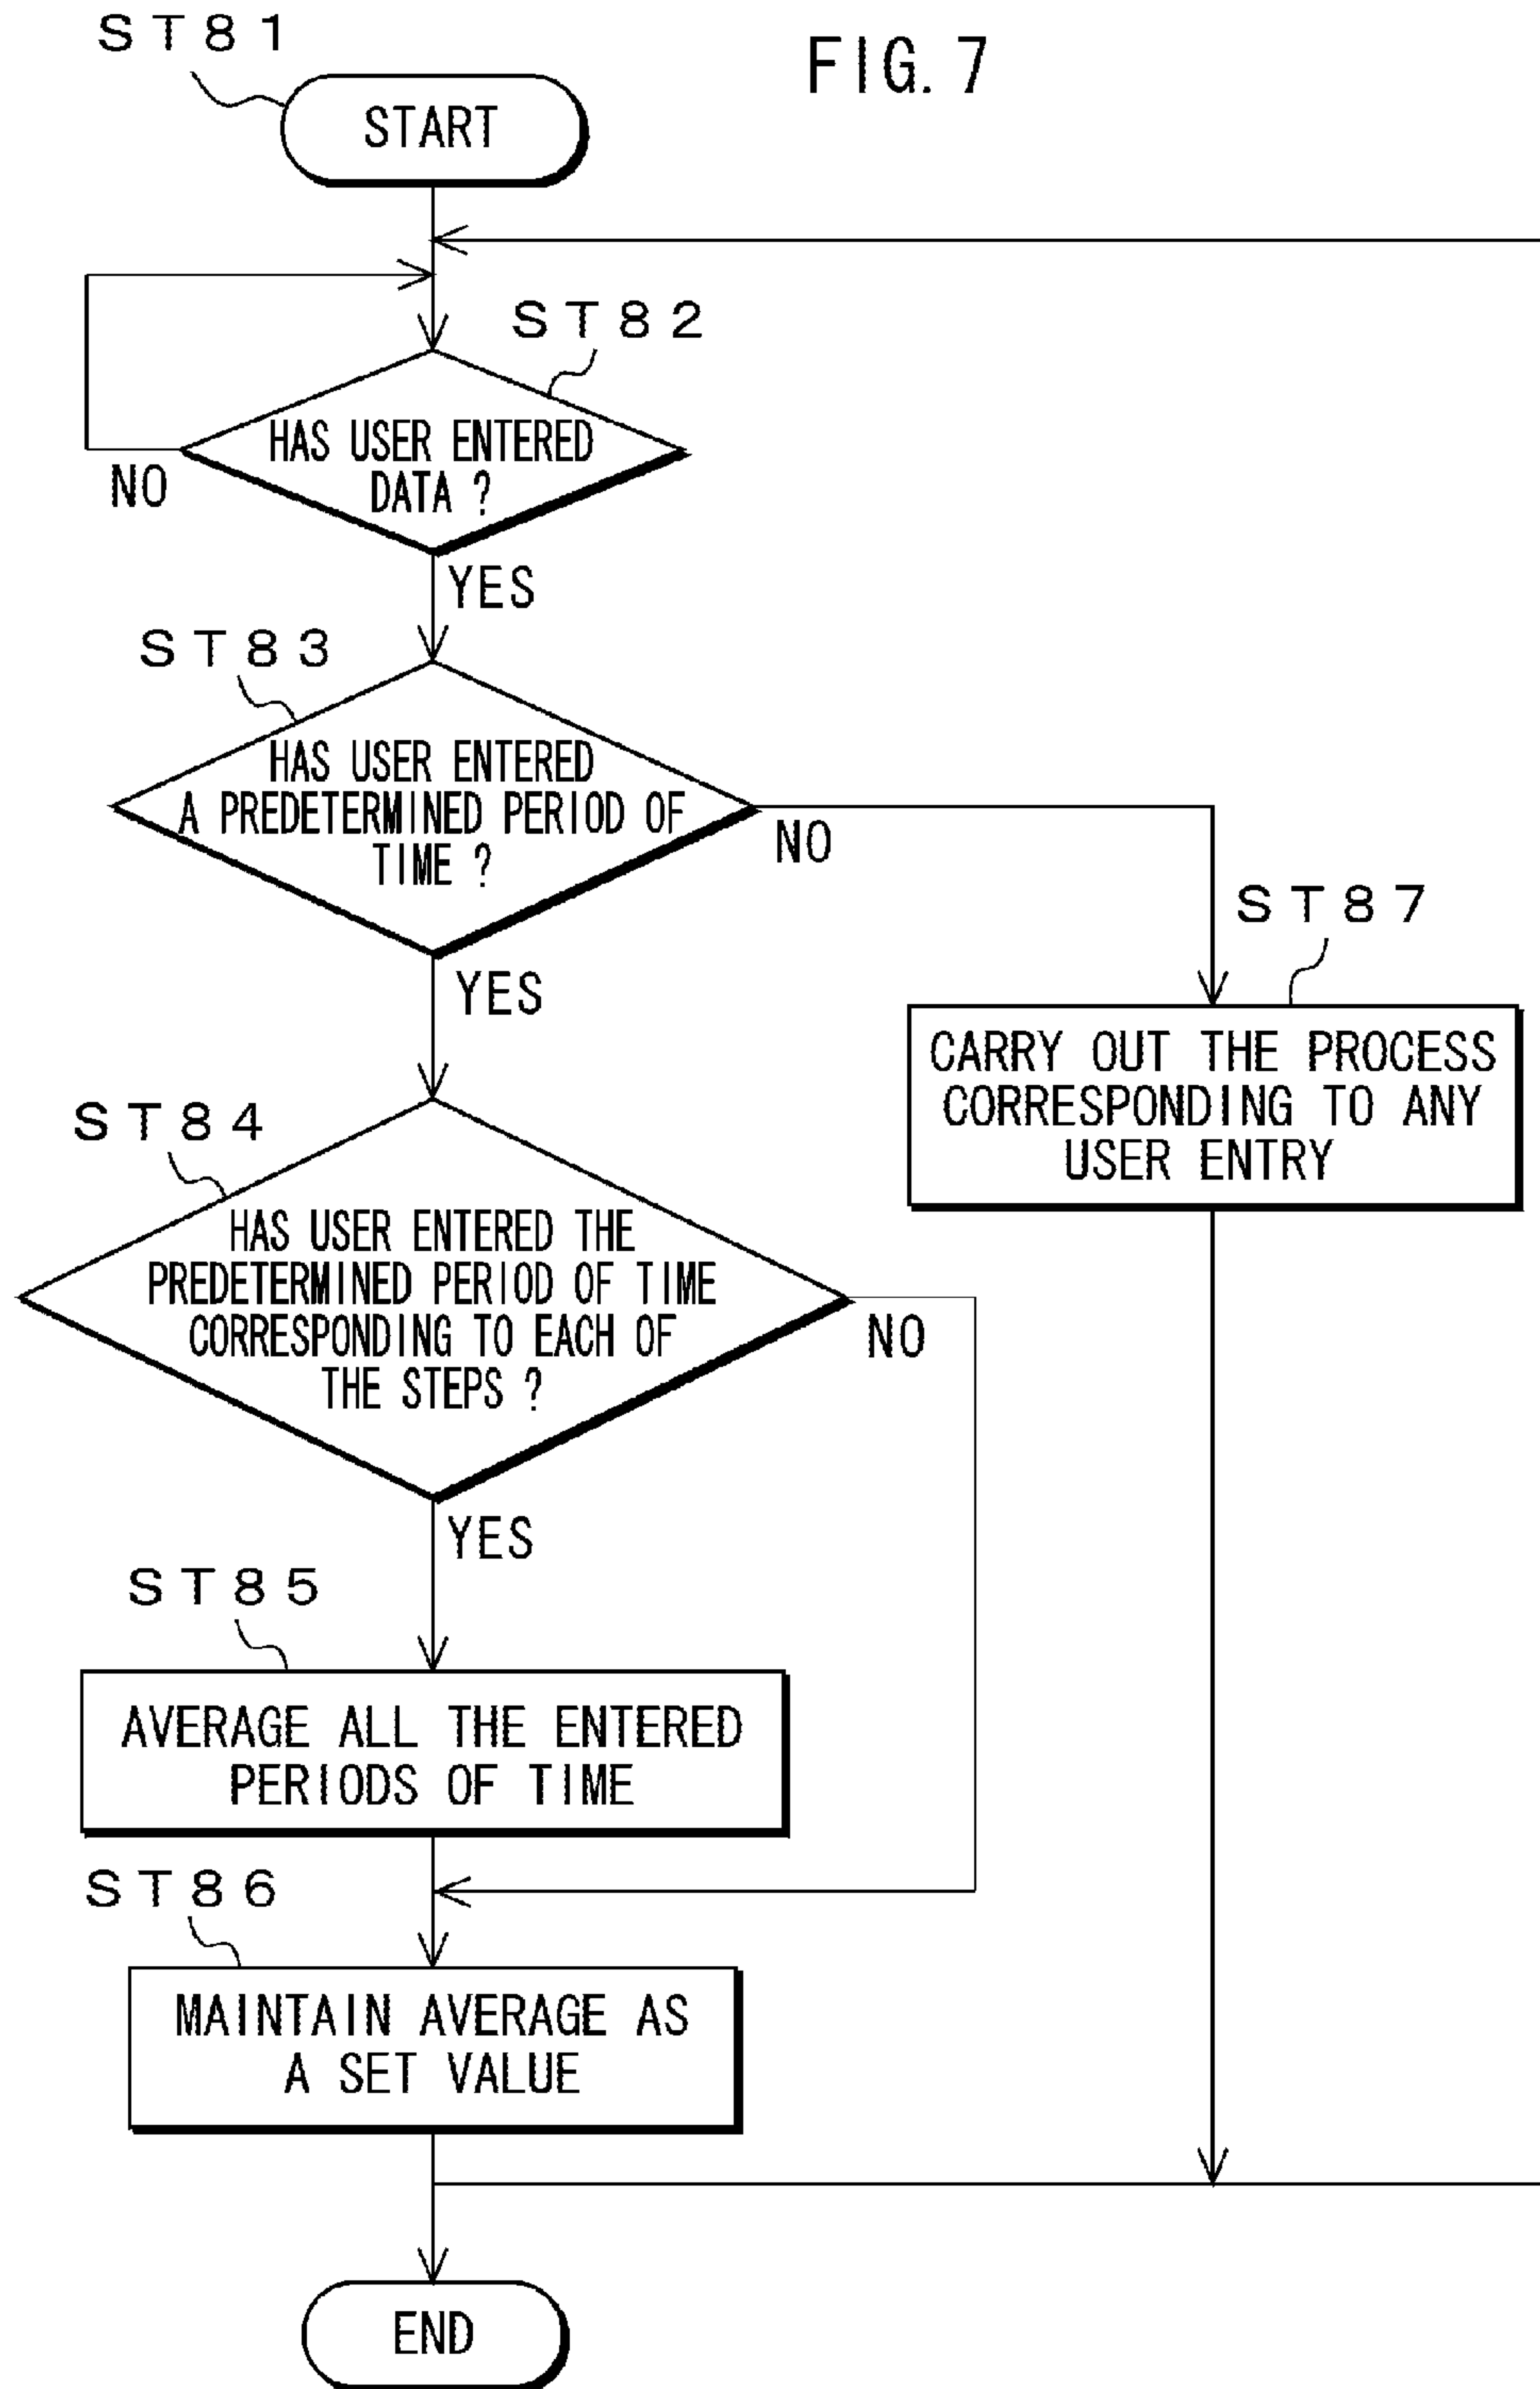 FIG. 7
ST81
START
ST82
HAS USER ENTERED
DATA ?
NO
YES
ST83
HAS USER ENTERED
A PREDETERMINED PERIOD OF
TIME ?
NO
YES
ST87
CARRY OUT THE PROCESS
CORRESPONDING TO ANY
USER ENTRY
ST84
HAS USER ENTERED THE
PREDETERMINED PERIOD OF TIME
CORRESPONDING TO EACH OF
THE STEPS ?
NO
YES
ST85
AVERAGE ALL THE ENTERED
PERIODS OF TIME
ST86
MAINTAIN AVERAGE AS
A SET VALUE
END